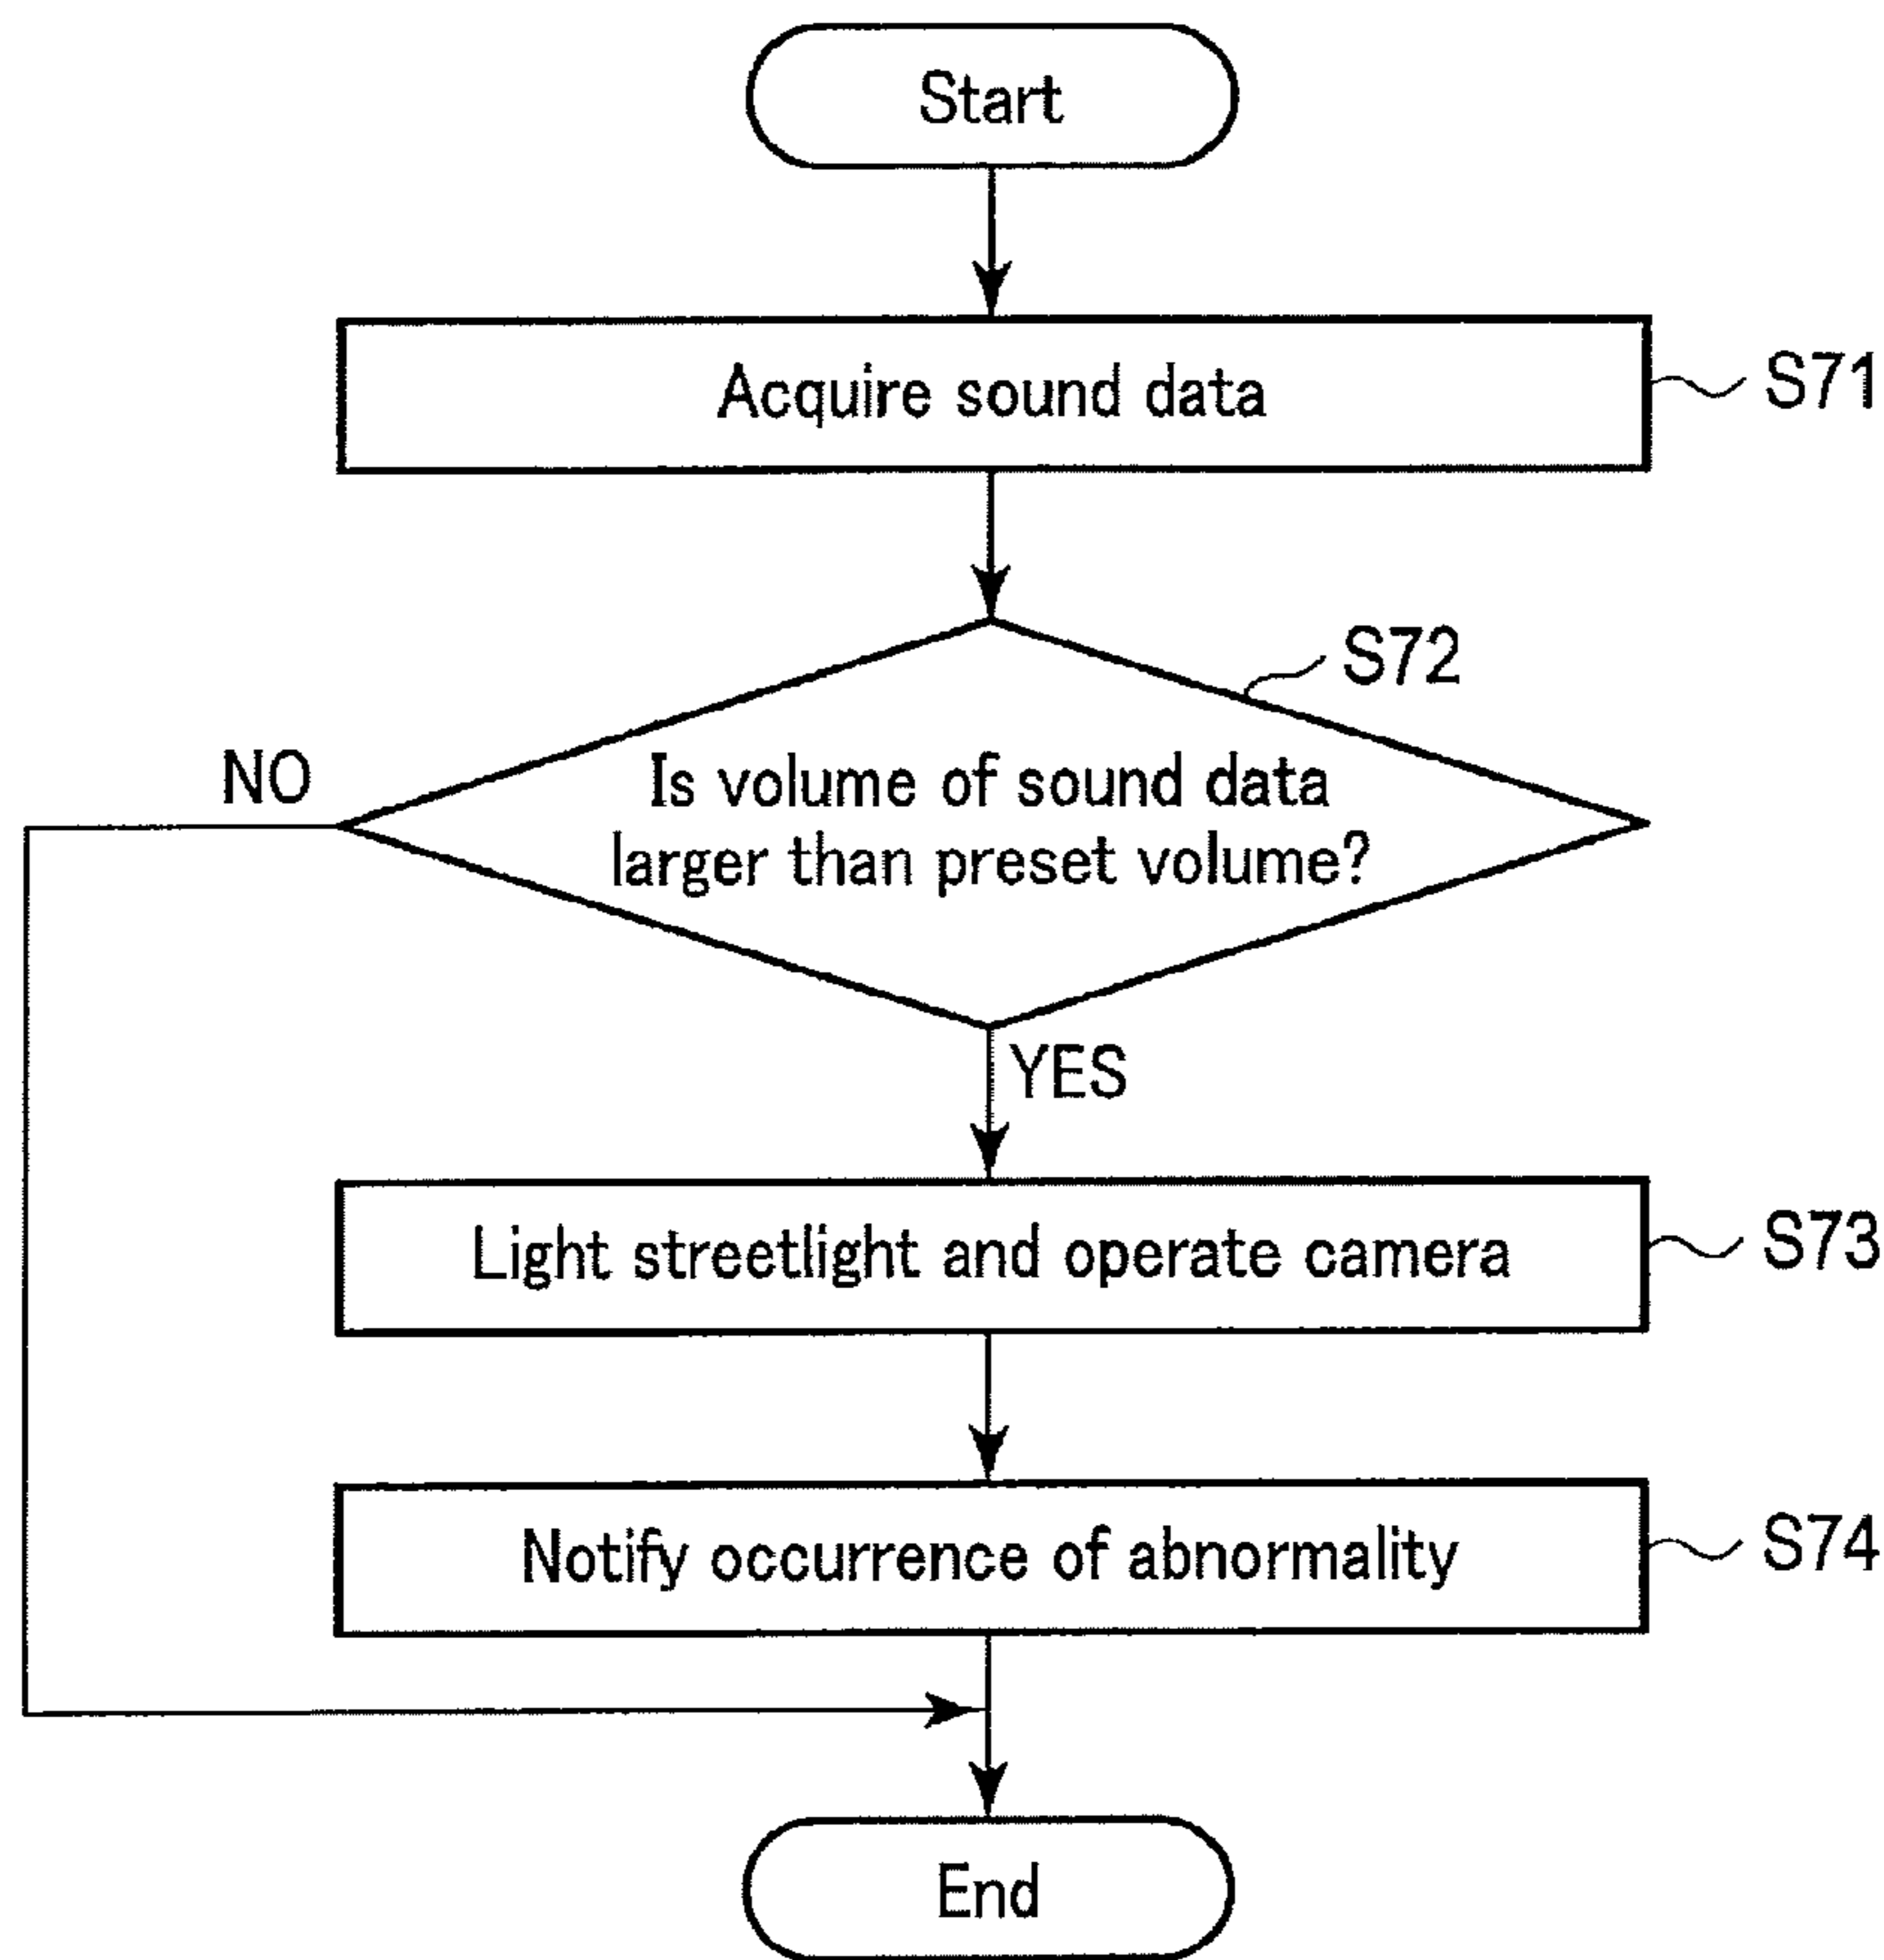 Start
Acquire sound data
S71
S72
Is volume of sound data
larger than preset volume?
NO
YES
Light streetlight and operate camera
S73
Notify occurrence of abnormality
S74
End